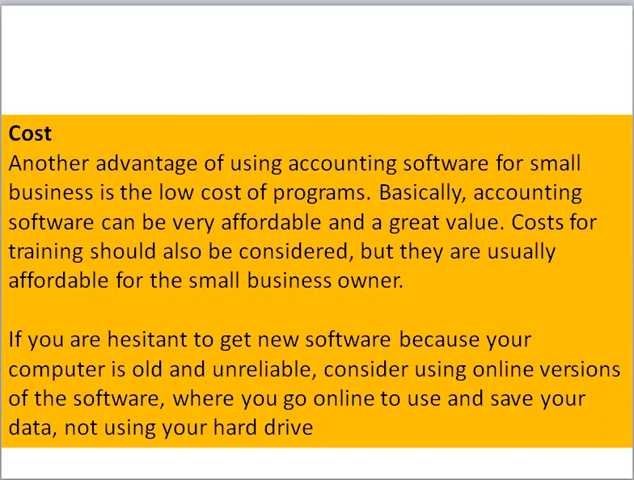 Cost
Another advantage of using accounting software for small
business is the low cost of programs. Basically, accounting
software can be very affordable and a great value. Costs for
training should also be considered, but they are usually
affordable for the small business owner.
If you are hesitant to get new software because your
computer is old and unreliable, consider using online versions
of the software, where you go online to use and save your
data, not using your hard drive